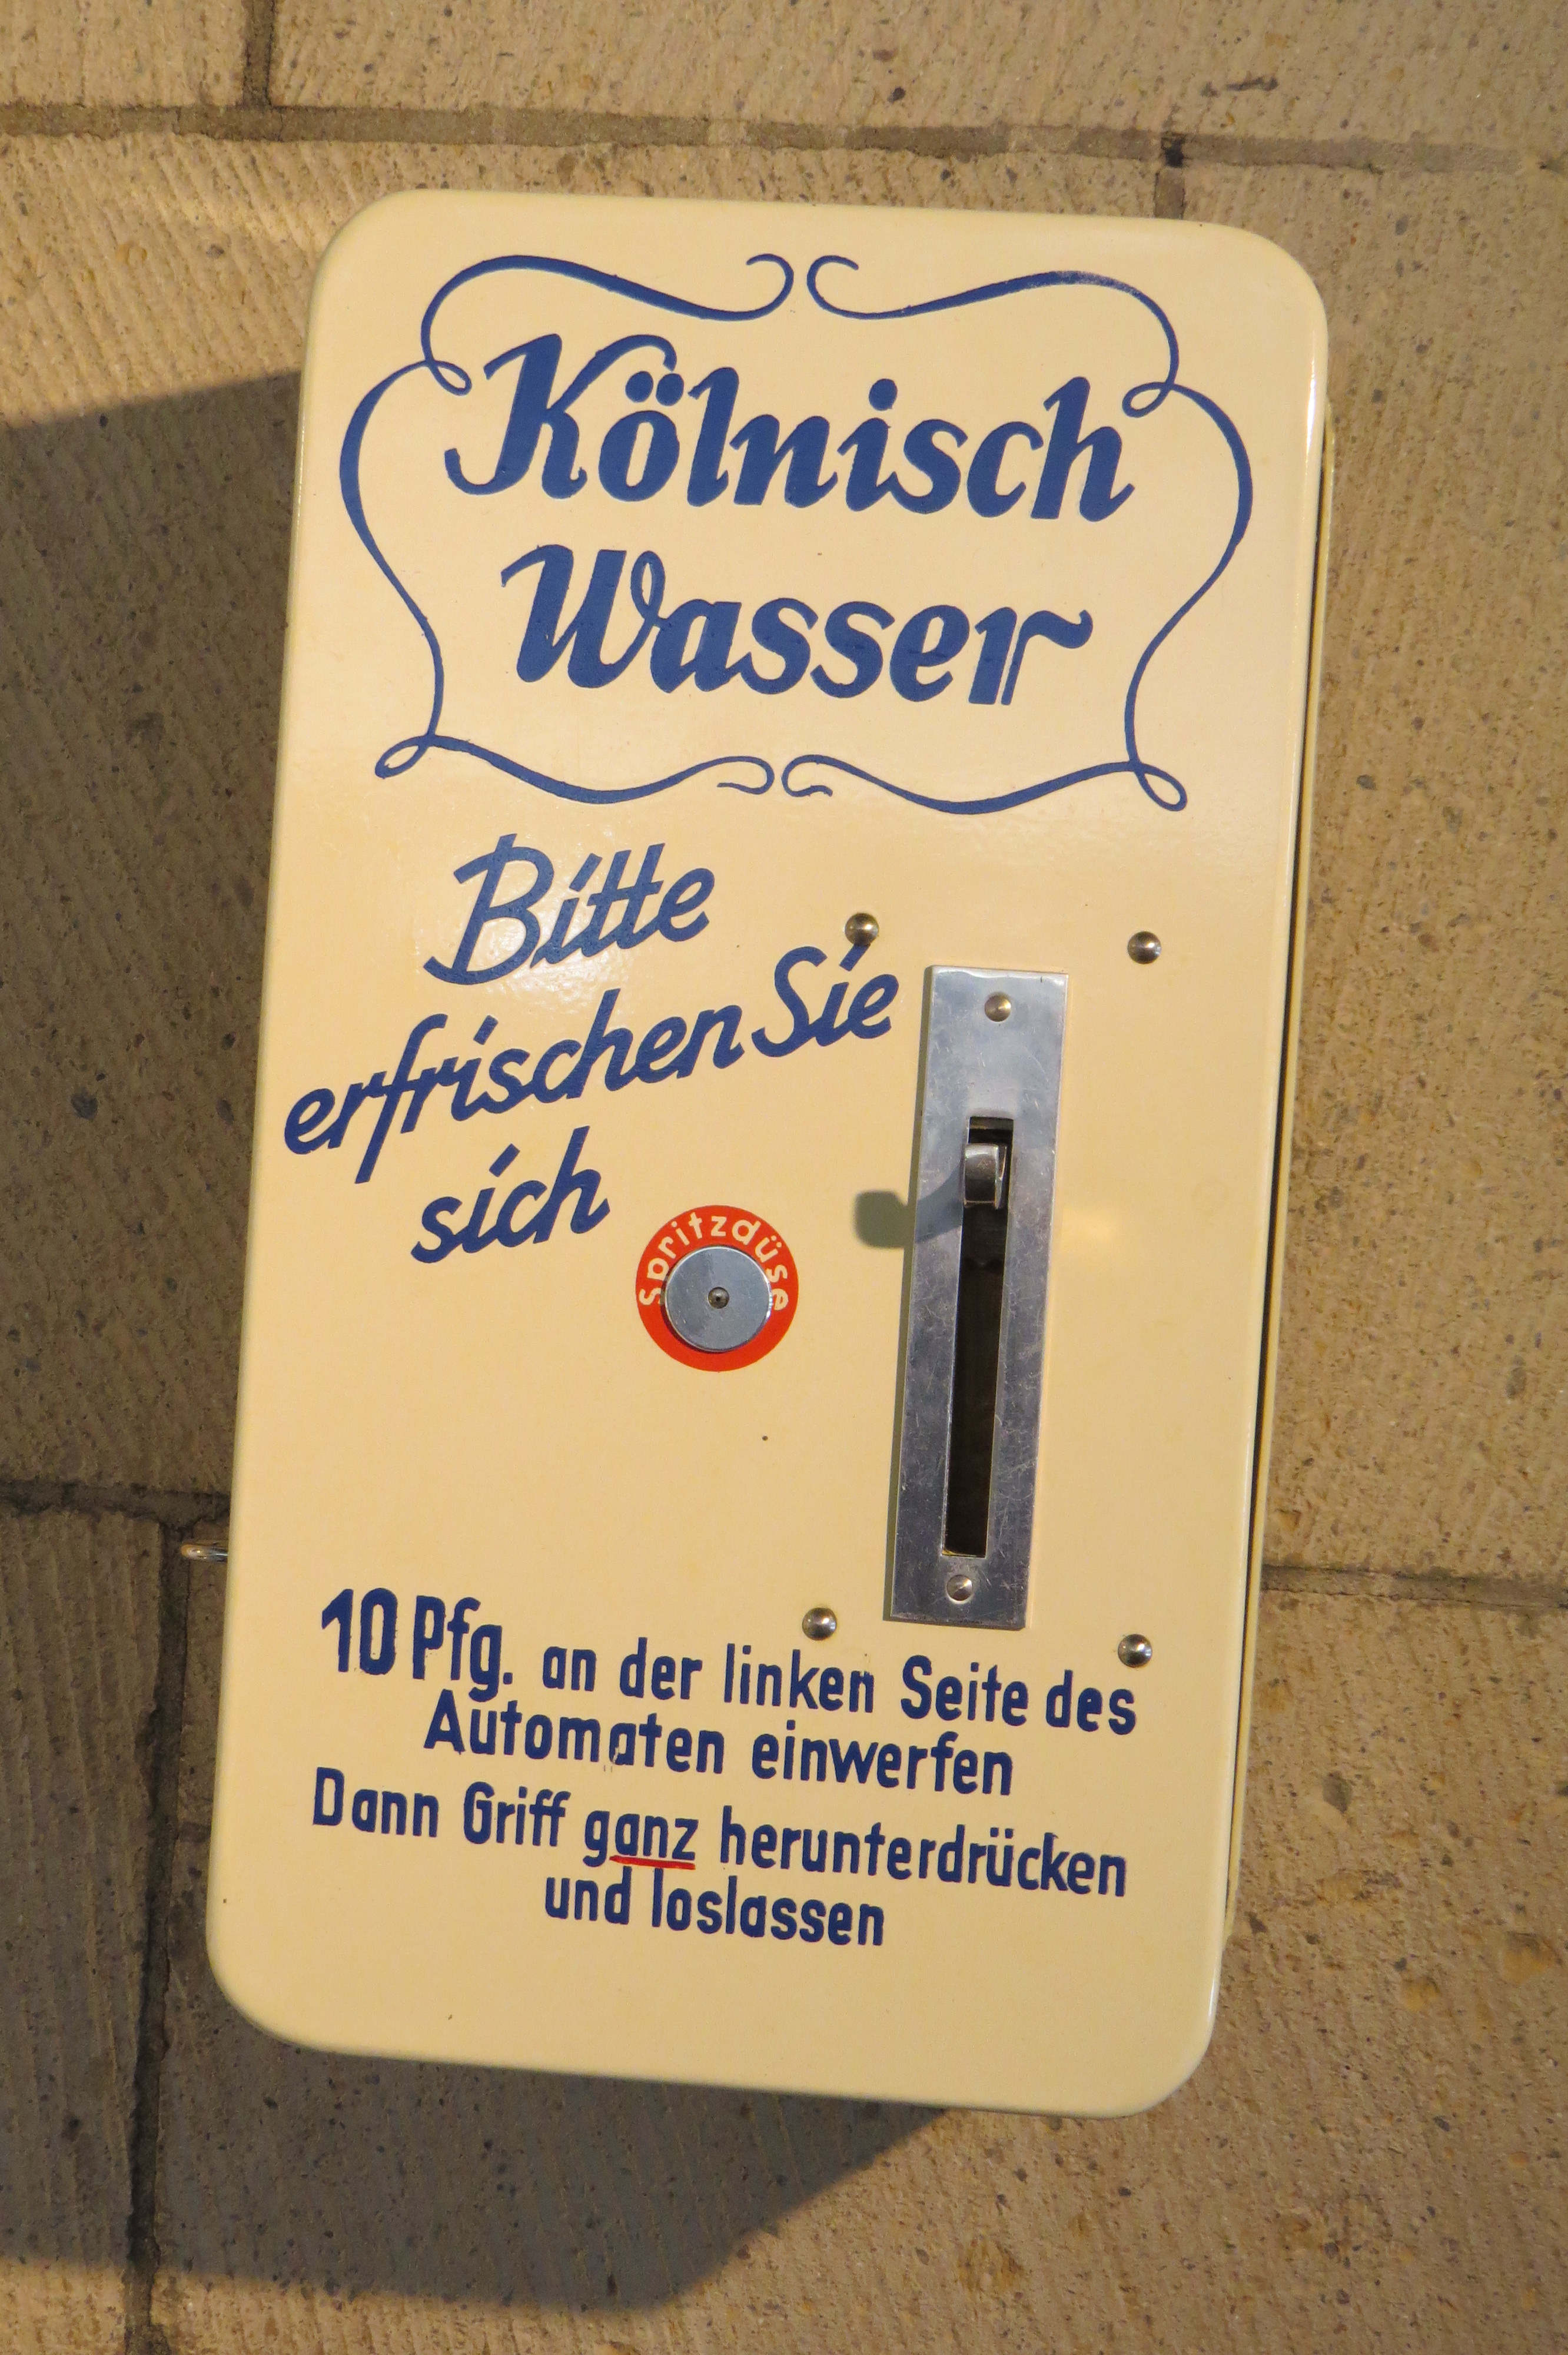 Kölnisch
Wasser
Bitte
erfrischen Sie
sich
Spritzdüse
10 Pfg. an der linken Seite des
Automaten einwerfen
Dann Griff ganz herunterdrücken
und loslassen